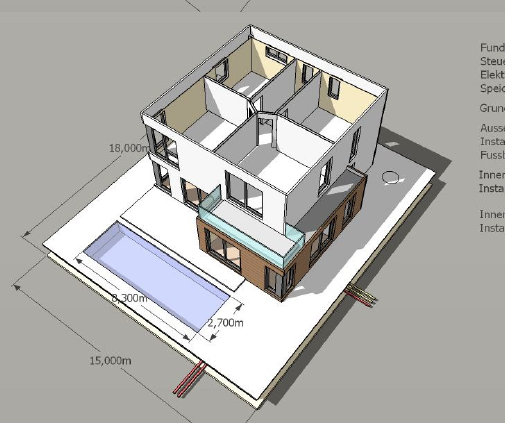 Fund
Steue
Elekt
Speic
Grund
Ausse
Insta
Fussl
Inner
Insta
Inner
Insta
18,000m
8,300m
2,700m
15,000m